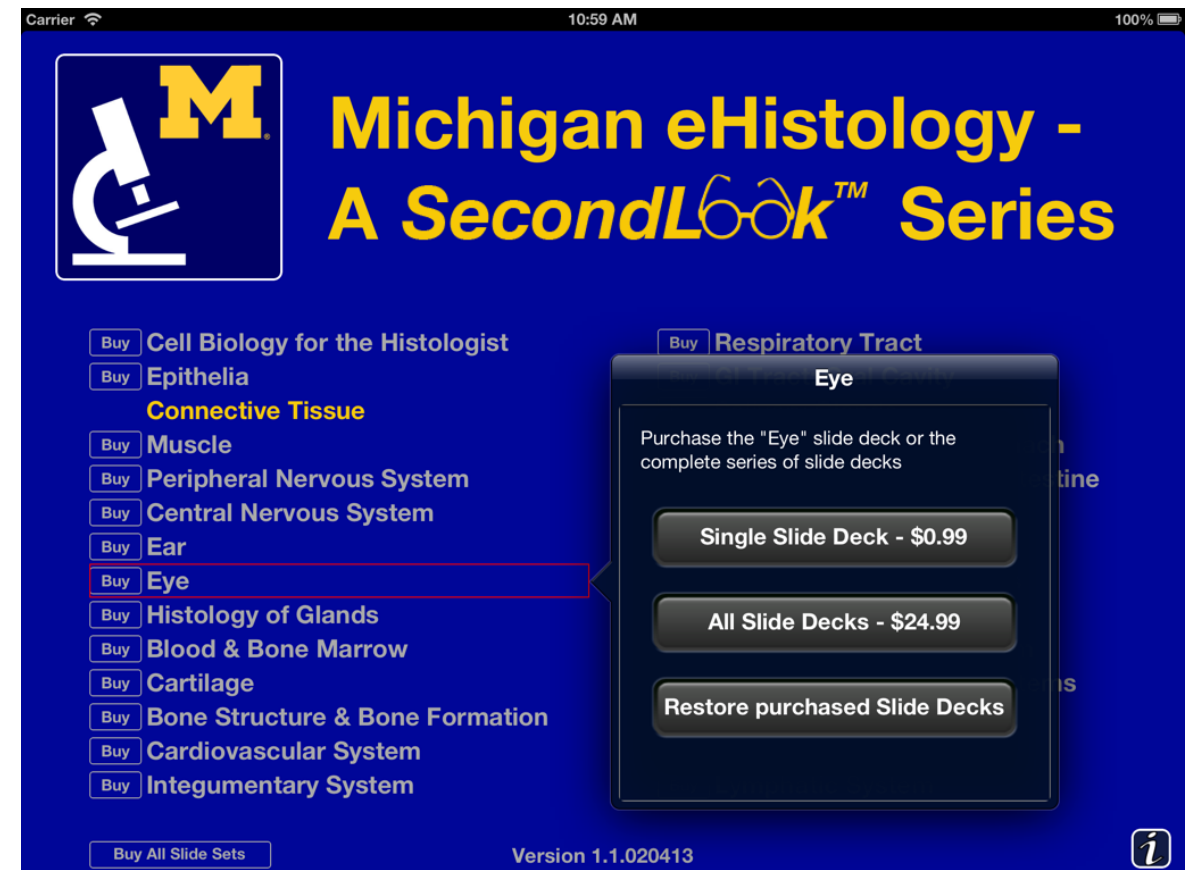 Carrier 10:59 AM 100%
M
Michigan eHistology -
A SecondLook™ Series
Buy Cell Biology for the Histologist
Buy Epithelia
Connective Tissue
Buy Muscle
Buy Peripheral Nervous System
Buy Central Nervous System
Buy Ear
Buy Eye
Buy Histology of Glands
Buy Blood & Bone Marrow
Buy Cartilage
Buy Bone Structure & Bone Formation
Buy Cardiovascular System
Buy Integumentary System
Buy Respiratory Tract
Eye
Purchase the "Eye" slide deck or the
complete series of slide decks
Single Slide Deck - $0.99
All Slide Decks - $24.99
Restore purchased Slide Decks
Buy All Slide Sets
Version 1.1.020413
i